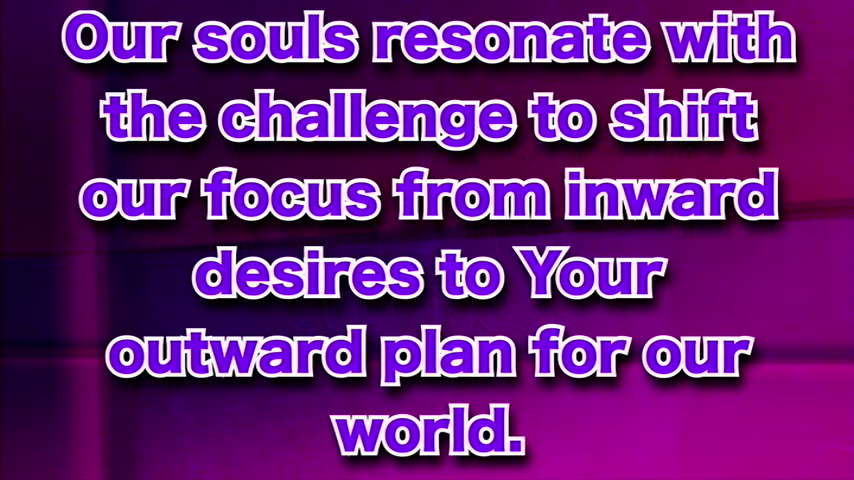 Our souls resonate with
the challenge to shift
our focus from inward
desires to Your
outward plan for our
world.